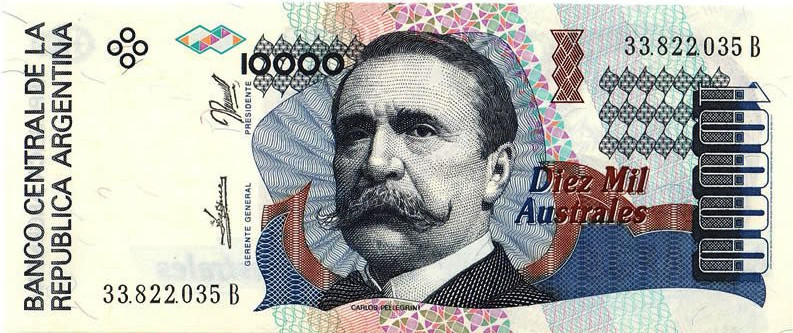 BANCO CENTRAL DE LA
REPUBLICA ARGENTINA
10000
PRESIDENTE
GERENTE GENERAL
33.822.035 B
33.822.035 B
Diez Mil
Australes
10000
CARLOS PELLEGRINI